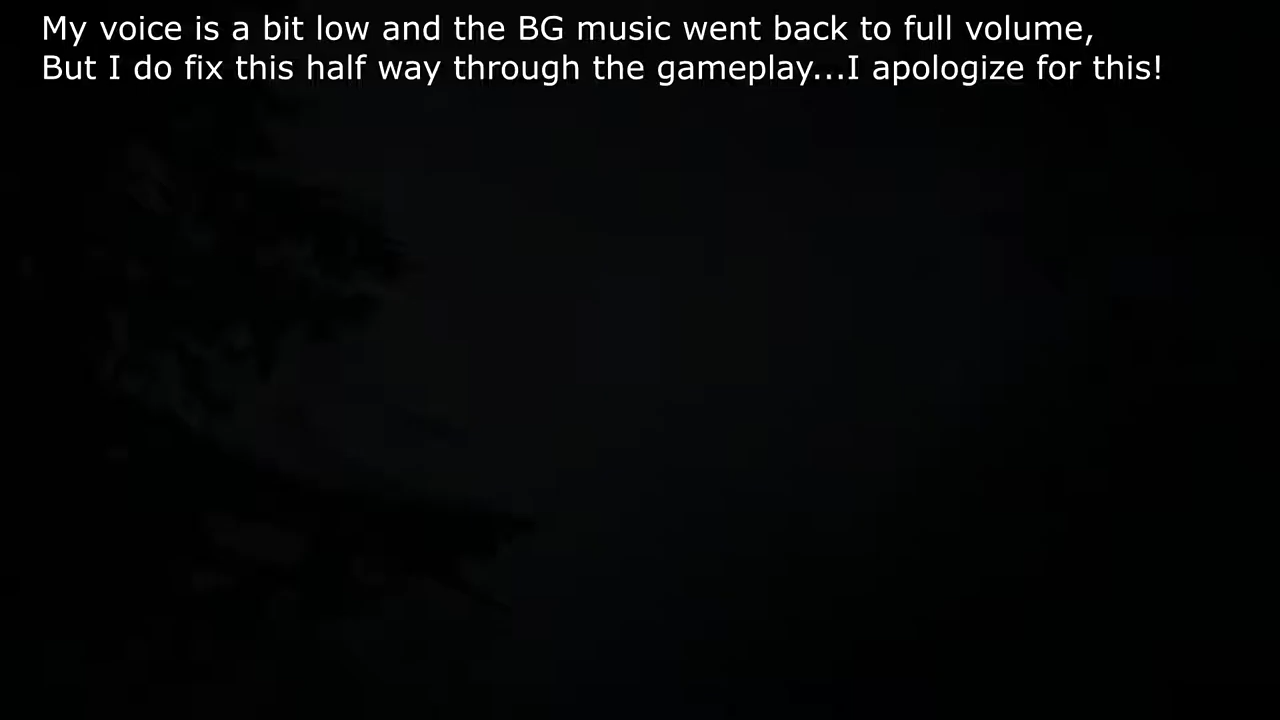 My voice is a bit low and the BG music went back to full volume,
But I do fix this half way through the gameplay...I apologize for this!